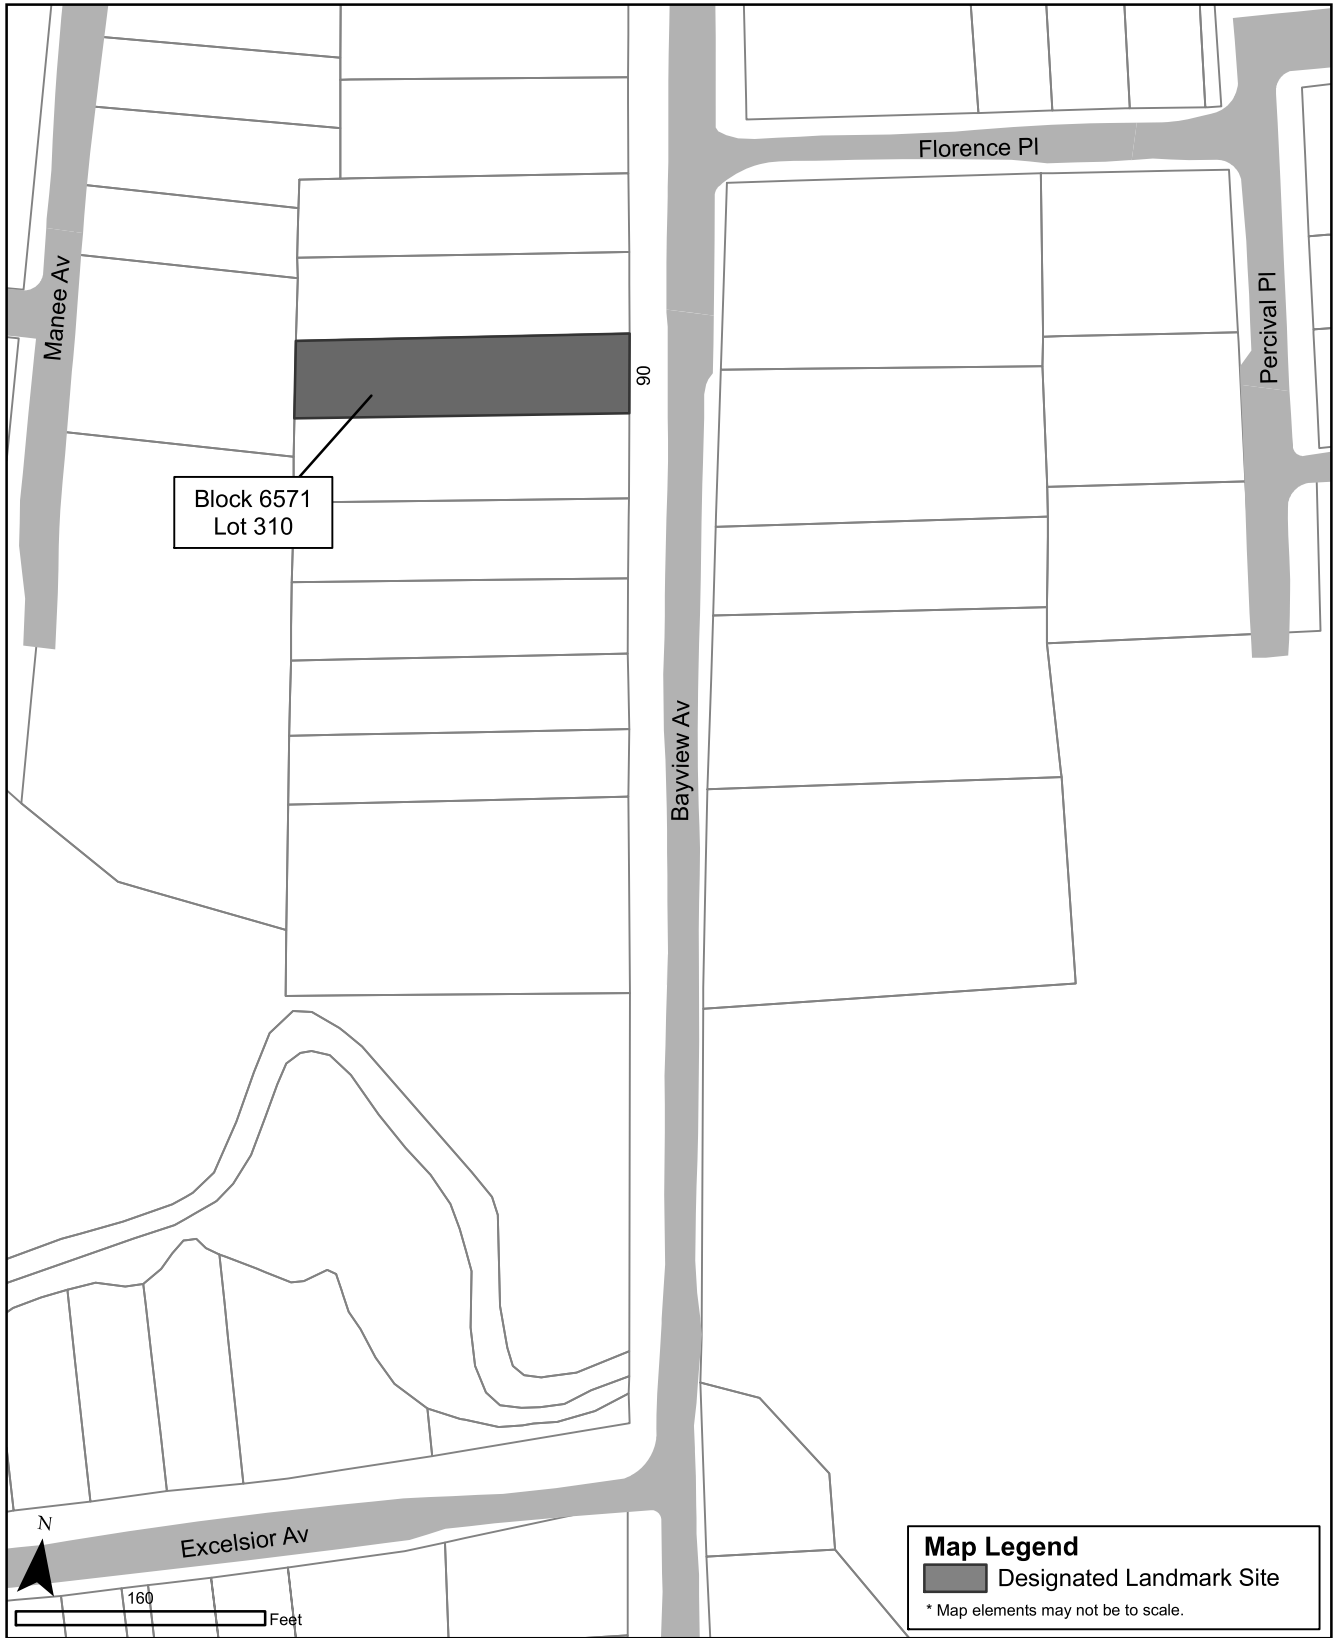 Florence Pl
Manee Av
Percival Pl
90
Block 6571
Lot 310
Bayview Av
Excelsior Av
N
160
Feet
Map Legend
Designated Landmark Site
* Map elements may not be to scale.